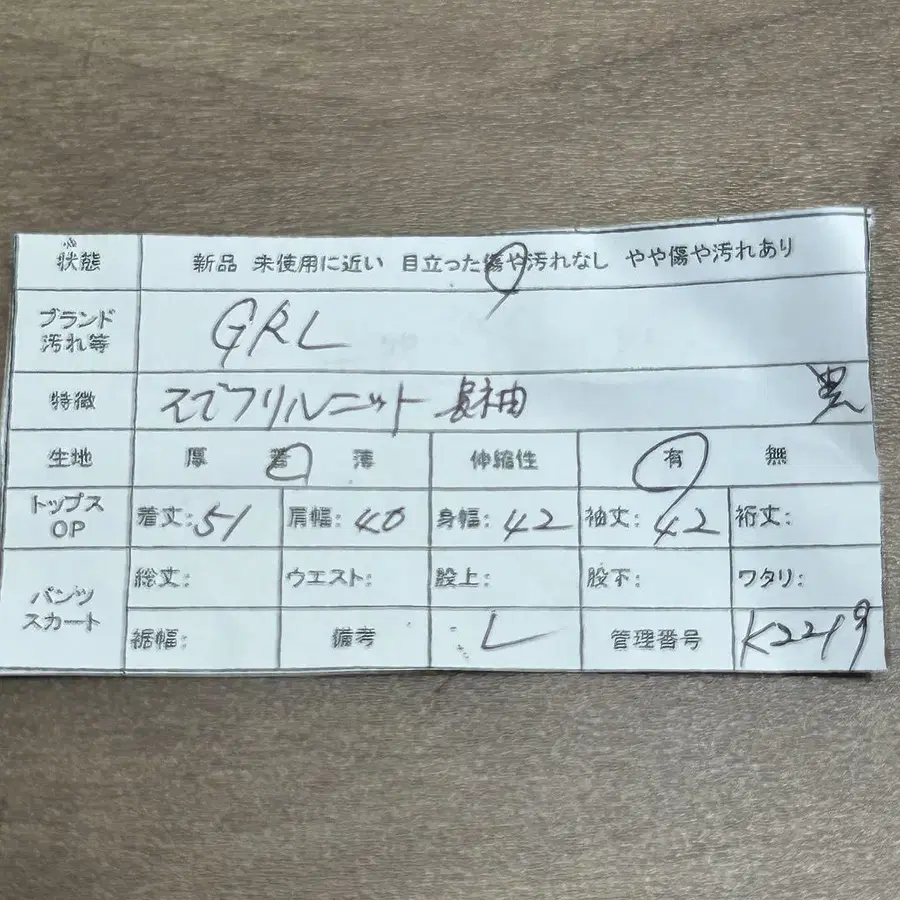 状態 新品 未使用に近い 目立った傷や汚れなし やや傷や汚れあり
ブランド
汚れ等
GRL
特徴 そでフリルニット 長袖 黒
生地 厚 普 薄 伸縮性 有 無
トップス
OP
着丈:51 肩幅:40 身幅:42 袖丈:42 裄丈:
パンツ
スカート
総丈: ウエスト: 股上: 股下: ワタリ:
裾幅: 備考 L 管理番号 K2219